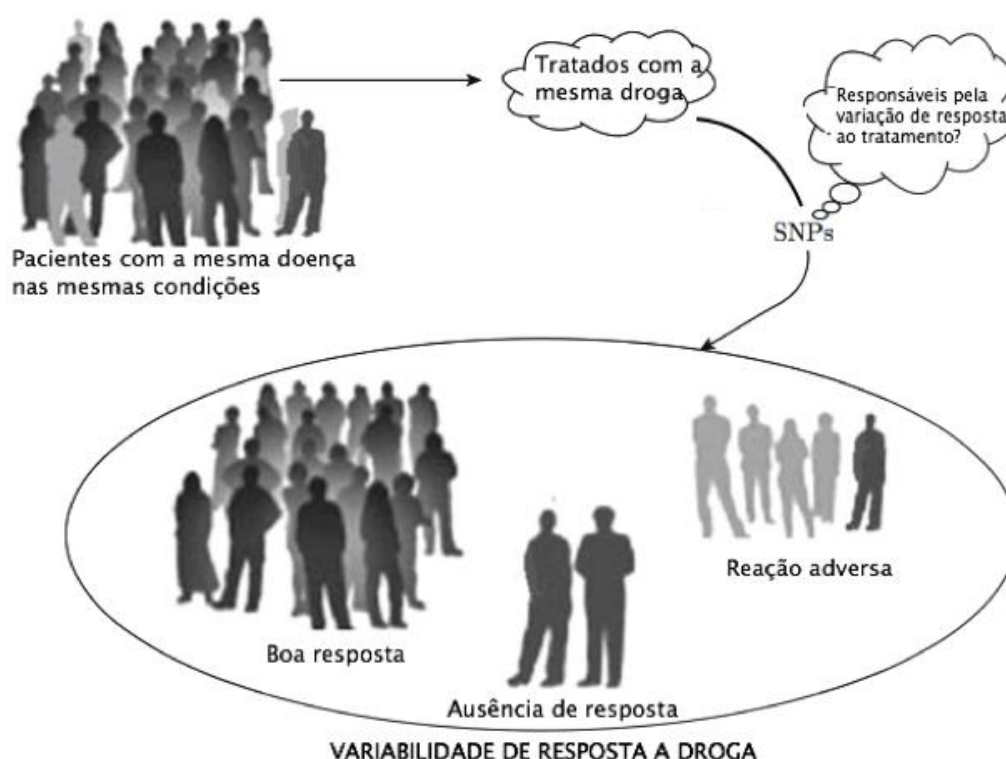 Tratados com a
mesma droga
Responsáveis pela
variação de resposta
ao tratamento?
SNPs
Pacientes com a mesma doença
nas mesmas condições
Reação adversa
Boa resposta
Ausência de resposta
VARIABILIDADE DE RESPOSTA A DROGA